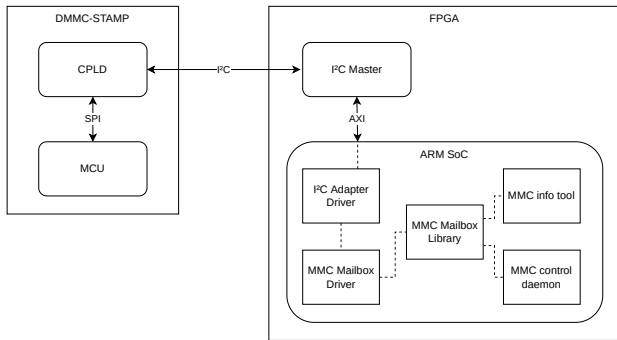 DMMC-STAMP
FPGA
CPLD
I²C
I²C Master
SPI
AXI
MCU
ARM SoC
I²C Adapter
Driver
MMC info tool
MMC Mailbox
Library
MMC Mailbox
Driver
MMC control
daemon